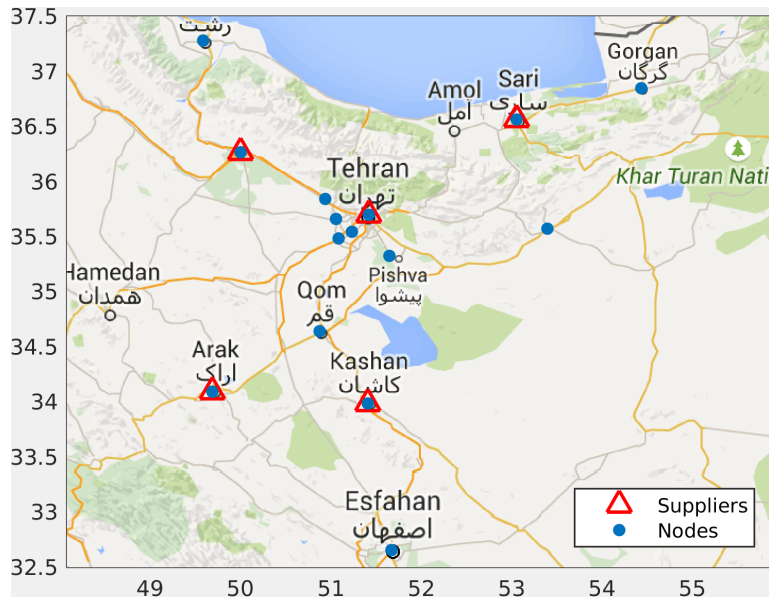 37.5
37
36.5
36
35.5
35
34.5
34
33.5
33
32.5
رشت
Gorgan
گرگان
Sari
ساری
Amol
آمل
Tehran
تهران
Khar Turan Nati
Hamedan
همدان
Pishva
پیشوا
Qom
قم
Arak
اراک
Kashan
کاشان
Esfahan
اصفهان
Suppliers
Nodes
49 50 51 52 53 54 55